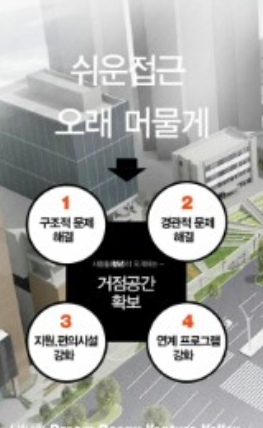 쉬운접근
오래 머물게
1
구조적 문제
해결
2
경관적 문제
해결
거점공간
확보
3
지원,편의시설
강화
4
연계 프로그램
강화